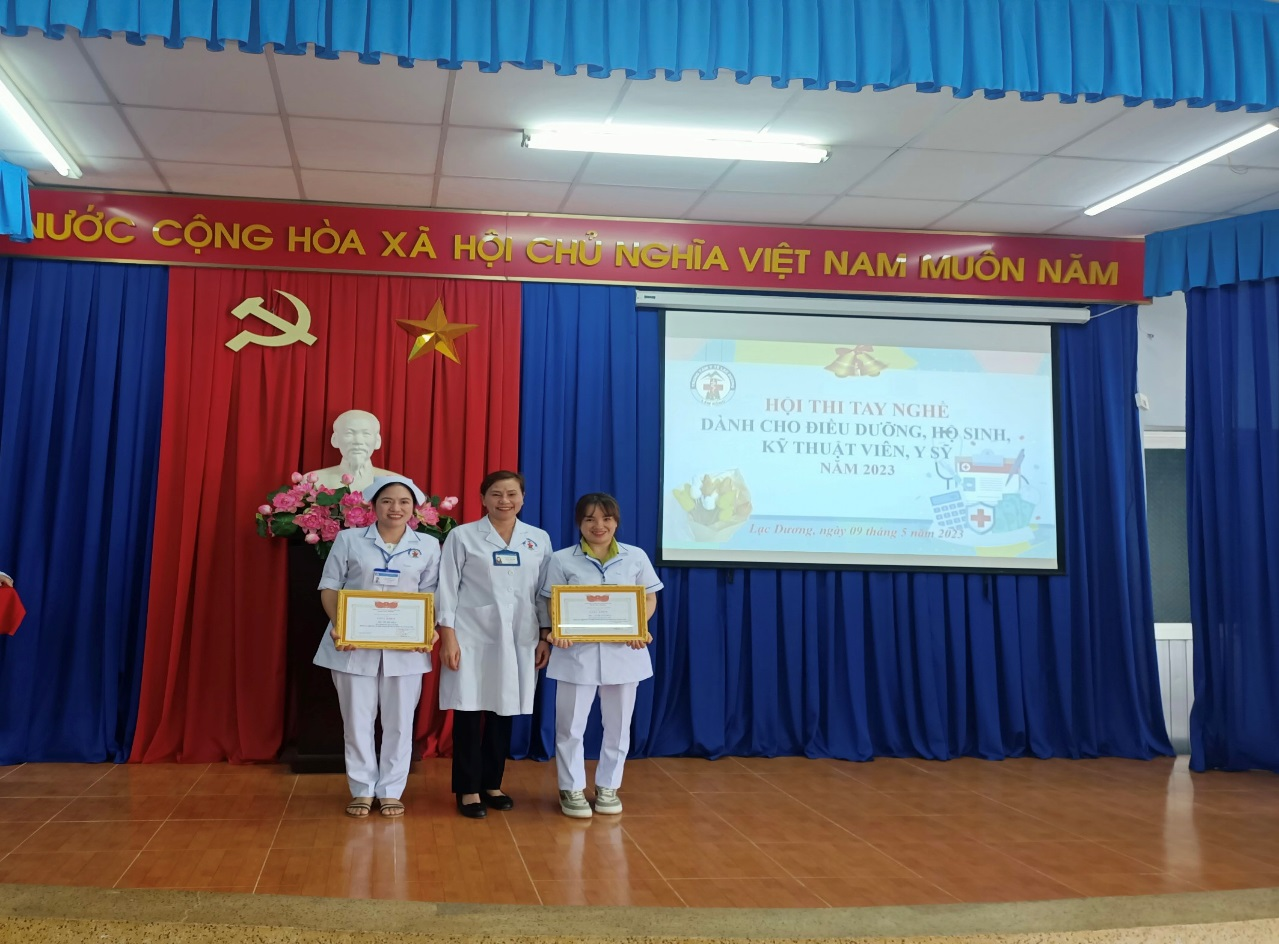 NƯỚC CỘNG HÒA XÃ HỘI CHỦ NGHĨA VIỆT NAM MUÔN NĂM
HỘI THI TAY NGHỀ
DÀNH CHO ĐIỀU DƯỠNG, HỘ SINH,
KỸ THUẬT VIÊN, Y SỸ
NĂM 2023
Lạc Dương, ngày 09 tháng 5 năm 2023